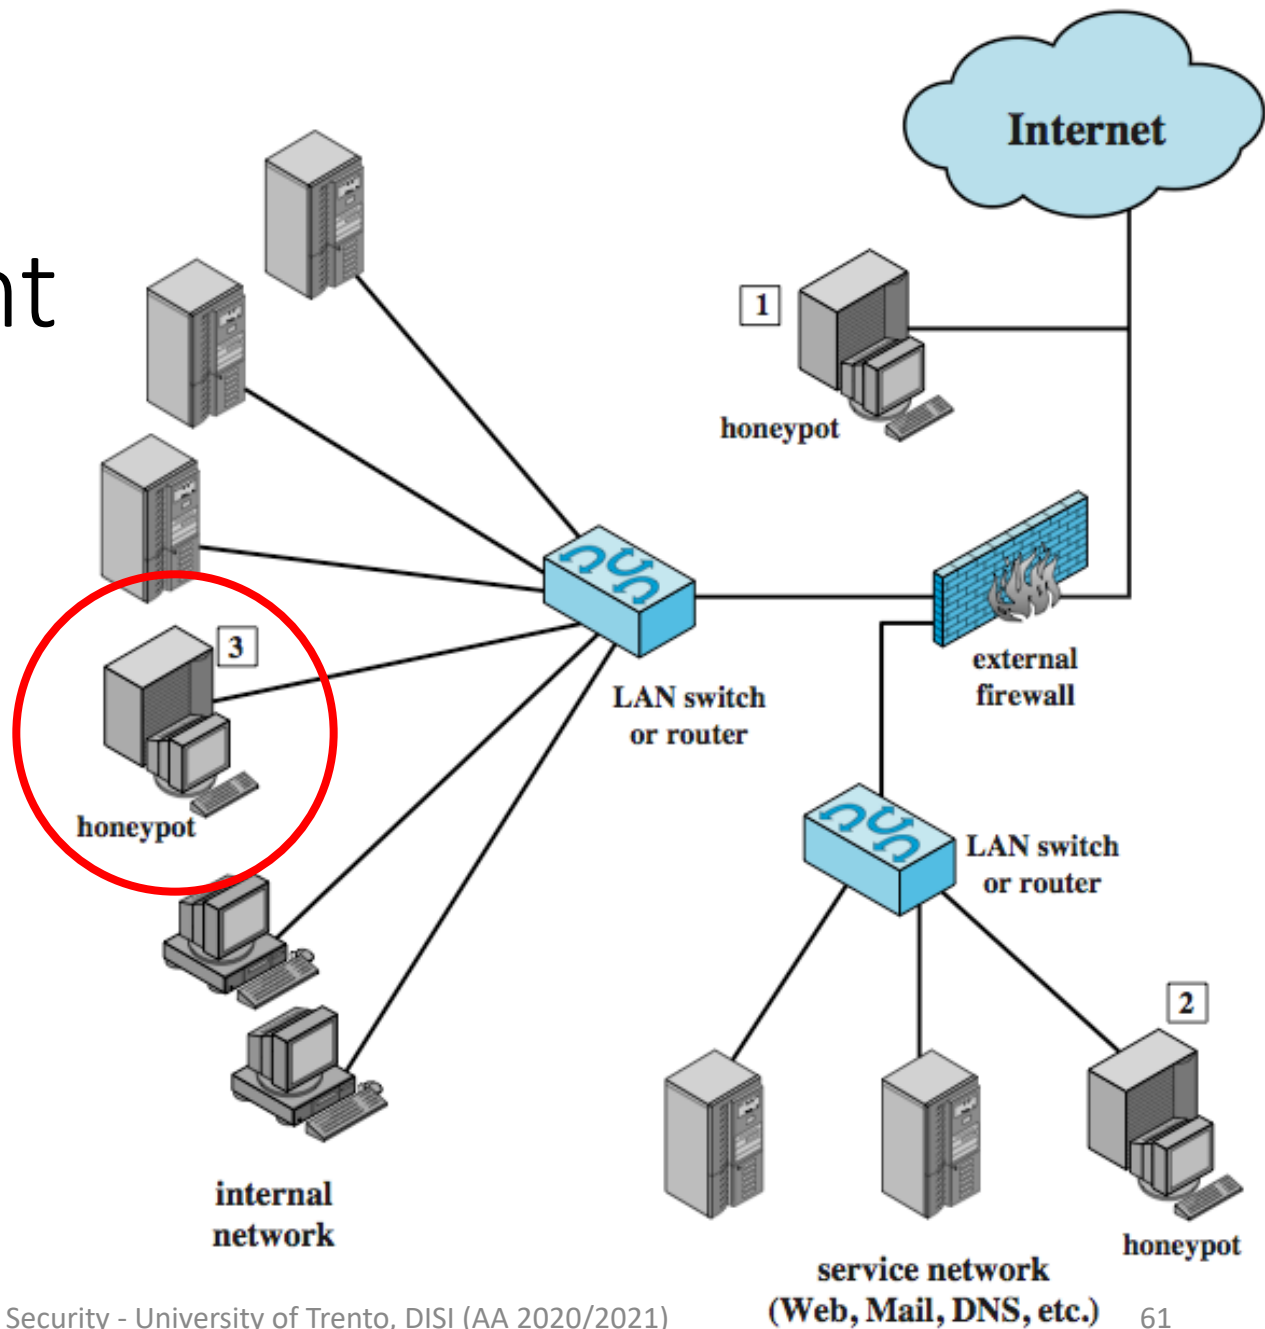 Internet
nt
1
honeypot
3
external
firewall
LAN switch
or router
honeypot
LAN switch
or router
2
internal
network
honeypot
service network
(Web, Mail, DNS, etc.)
Security - University of Trento, DISI (AA 2020/2021)
61